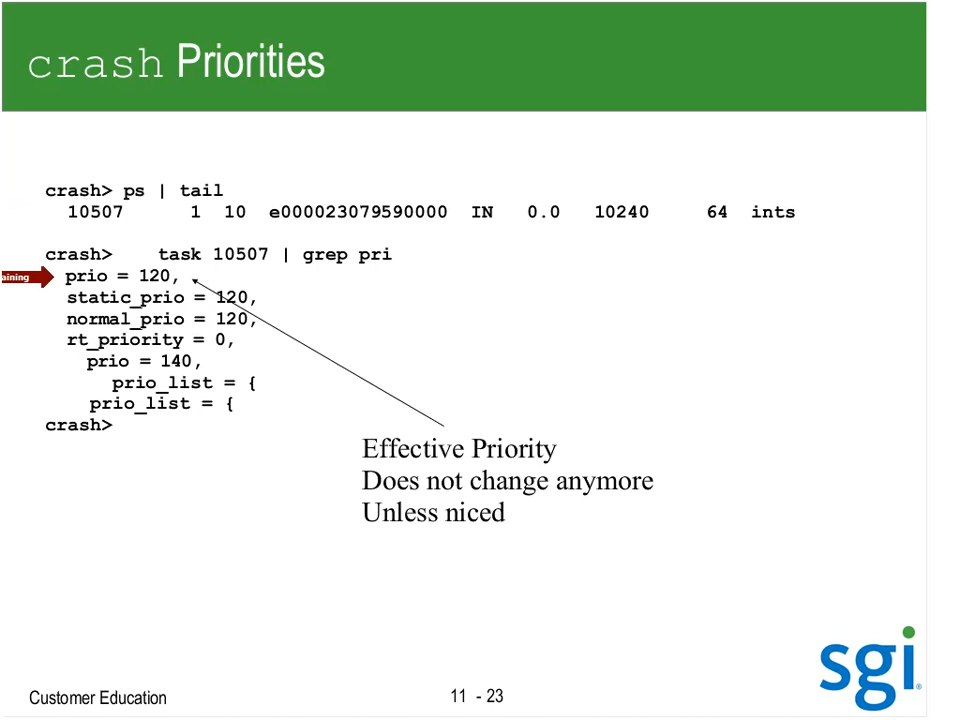 crash Priorities
crash> ps | tail
10507 1 10 e000023079590000 IN 0.0 10240 64 ints
crash> task 10507 | grep pri
aining
prio = 120,
static_prio = 120,
normal_prio = 120,
rt_priority = 0,
prio = 140,
prio_list = {
prio_list = {
crash>
Effective Priority
Does not change anymore
Unless niced
sgi®
Customer Education
11 - 23